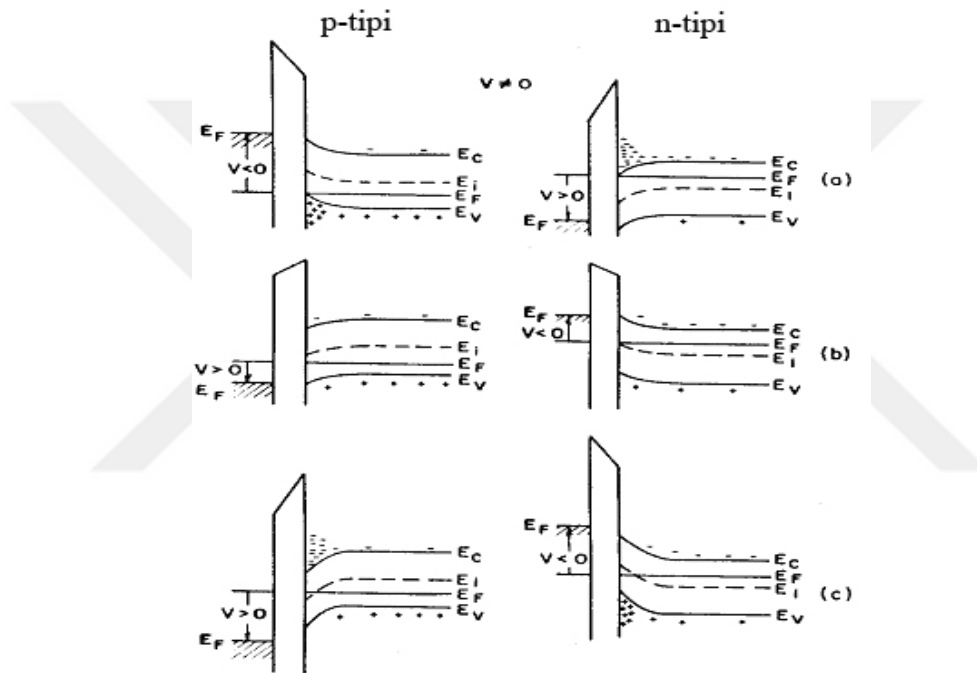 p-tipi
n-tipi
V ≠ 0
E_F
V<0
E_C
E_i
E_F
E_V
V>0
E_F
E_C
E_F
E_i
E_V
(a)
V>0
E_F
E_C
E_i
E_F
E_V
E_F
V<0
E_C
E_F
E_i
E_V
(b)
V>0
E_F
E_C
E_i
E_F
E_V
E_F
V<0
E_C
E_F
E_i
E_V
(c)